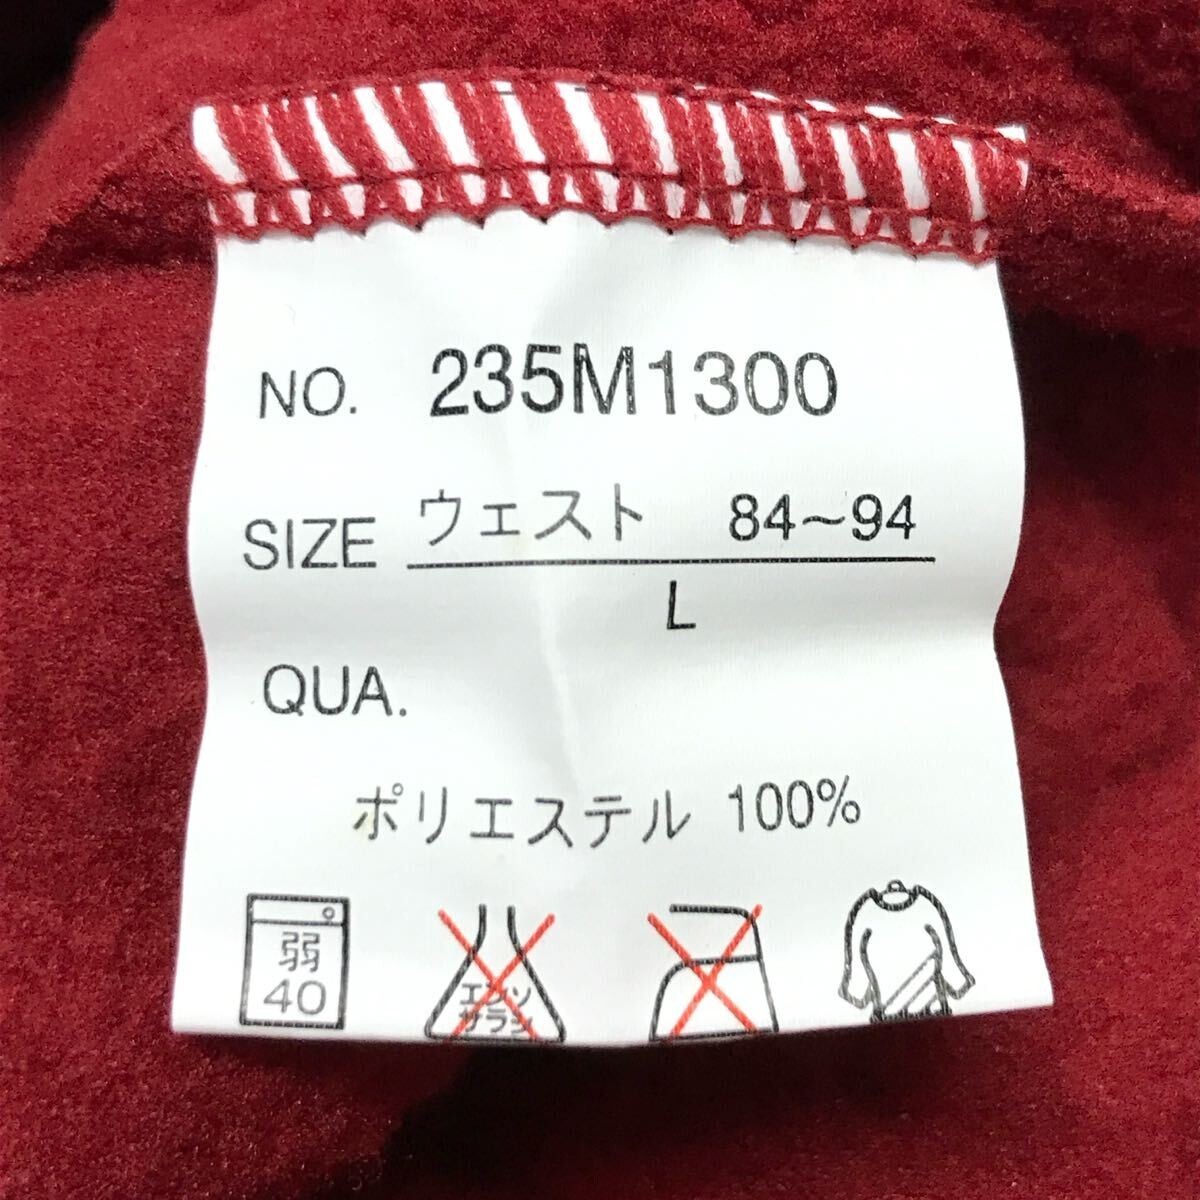 NO. 235M1300
SIZE ウェスト 84~94
L
QUA.
ポリエステル 100%
弱
40
エンソ
サラシ